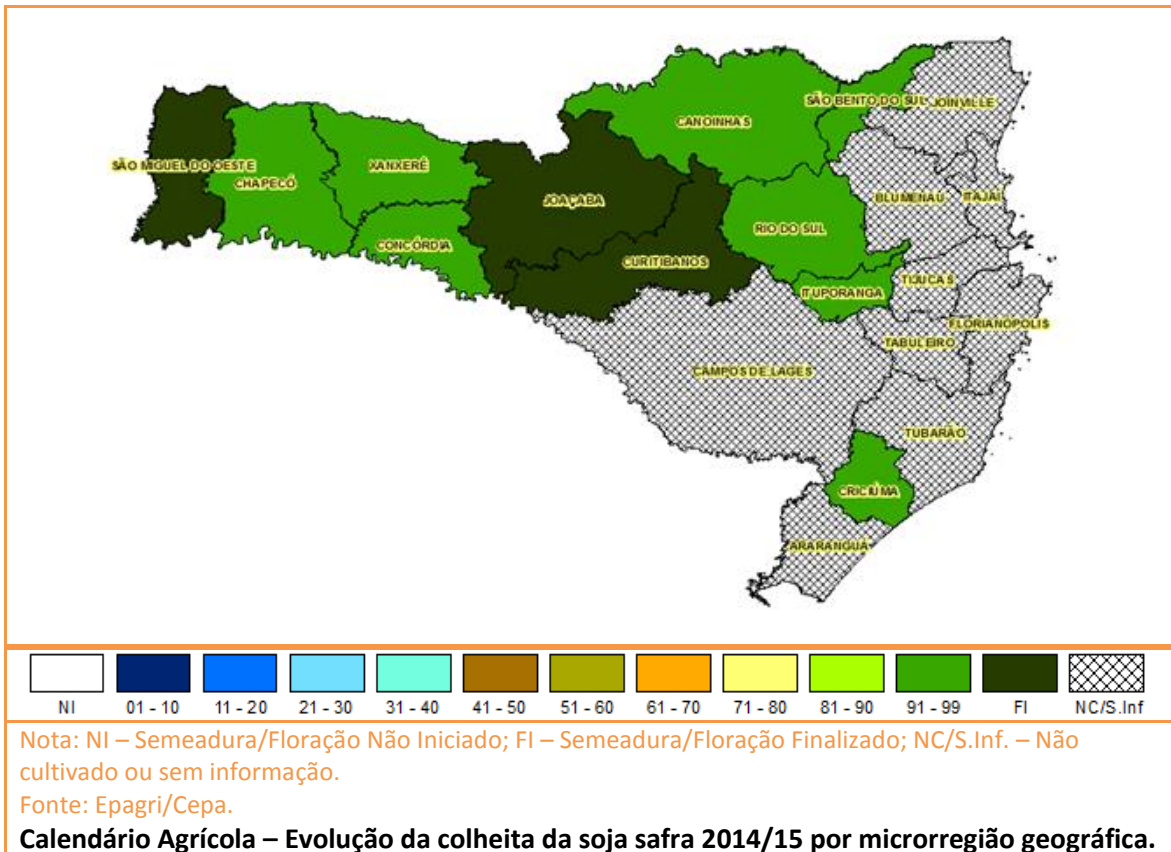 SÃO BENTO DO SUL
JOINVILLE
CANOINHAS
SÃO MIGUEL DO OESTE
XANXERÊ
CHAPECÓ
JOAÇABA
BLUMENAU
ITAJAÍ
RIO DO SUL
CONCÓRDIA
CURITIBANOS
TIJUCAS
ITUPORANGA
FLORIANÓPOLIS
TABULEIRO
CAMPOS DE LAGES
TUBARÃO
CRICIÚMA
ARARANGUÁ
NI 01 - 10 11 - 20 21 - 30 31 - 40 41 - 50 51 - 60 61 - 70 71 - 80 81 - 90 91 - 99 FI NC/S.Inf
Nota: NI – Semeadura/Floração Não Iniciado; FI – Semeadura/Floração Finalizado; NC/S.Inf. – Não
cultivado ou sem informação.
Fonte: Epagri/Cepa.
Calendário Agrícola – Evolução da colheita da soja safra 2014/15 por microrregião geográfica.